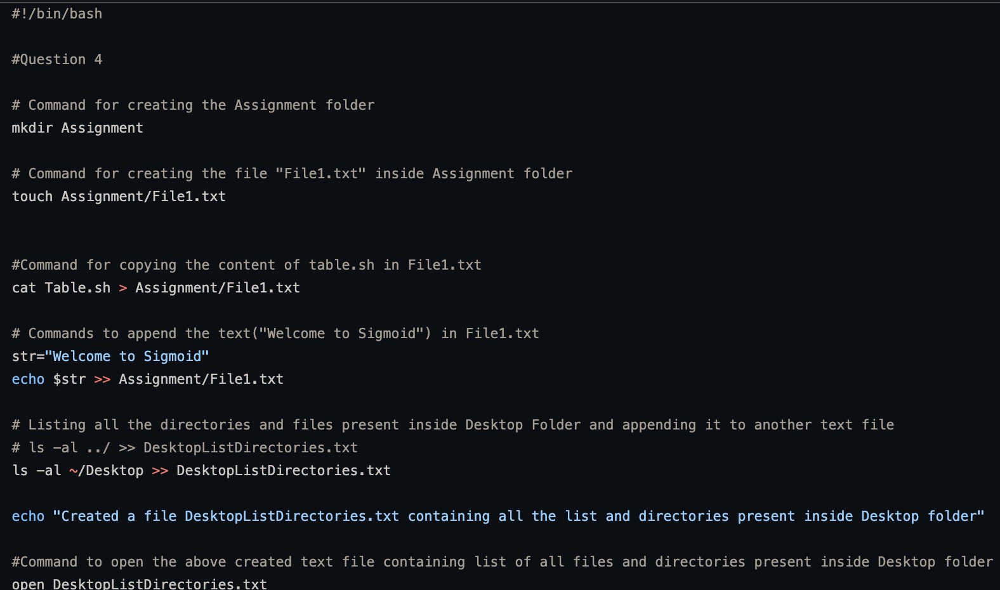 #!/bin/bash
#Question 4
# Command for creating the Assignment folder
mkdir Assignment
# Command for creating the file "File1.txt" inside Assignment folder
touch Assignment/File1.txt
#Command for copying the content of table.sh in File1.txt
cat Table.sh > Assignment/File1.txt
# Commands to append the text("Welcome to Sigmoid") in File1.txt
str="Welcome to Sigmoid"
echo $str >> Assignment/File1.txt
# Listing all the directories and files present inside Desktop Folder and appending it to another text file
# ls -al ../ >> DesktopListDirectories.txt
ls -al ~/Desktop >> DesktopListDirectories.txt
echo "Created a file DesktopListDirectories.txt containing all the list and directories present inside Desktop folder"
#Command to open the above created text file containing list of all files and directories present inside Desktop folder
open DesktopListDirectories.txt